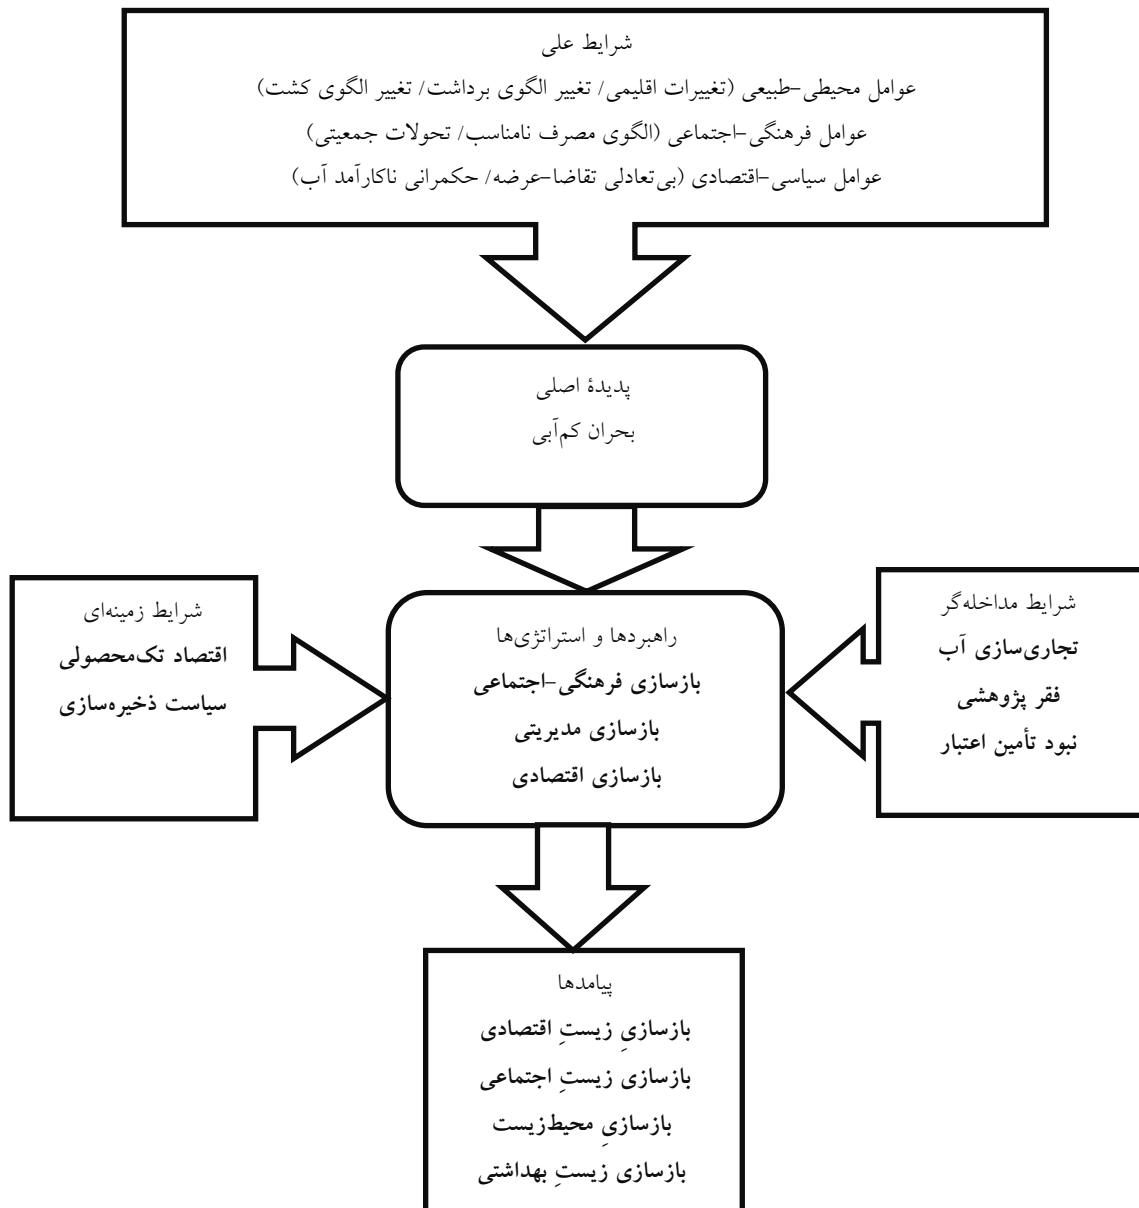 شرایط علی
عوامل محیطی-طبیعی (تغییرات اقلیمی/ تغییر الگوی برداشت/ تغییر الگوی کشت)
عوامل فرهنگی-اجتماعی (الگوی مصرف نامناسب/ تحولات جمعیتی)
عوامل سیاسی-اقتصادی (بی‌تعادلی تقاضا-عرضه/ حکمرانی ناکارآمد آب)
پدیدۀ اصلی
بحران کم‌آبی
شرایط مداخله‌گر
تجاری‌سازی آب
فقر پژوهشی
نبود تأمین اعتبار
راهبردها و استراتژی‌ها
بازسازی فرهنگی-اجتماعی
بازسازی مدیریتی
بازسازی اقتصادی
شرایط زمینه‌ای
اقتصاد تک‌محصولی
سیاست ذخیره‌سازی
پیامدها
بازسازیِ زیستِ اقتصادی
بازسازی زیستِ اجتماعی
بازسازیِ محیط‌زیست
بازسازی زیستِ بهداشتی